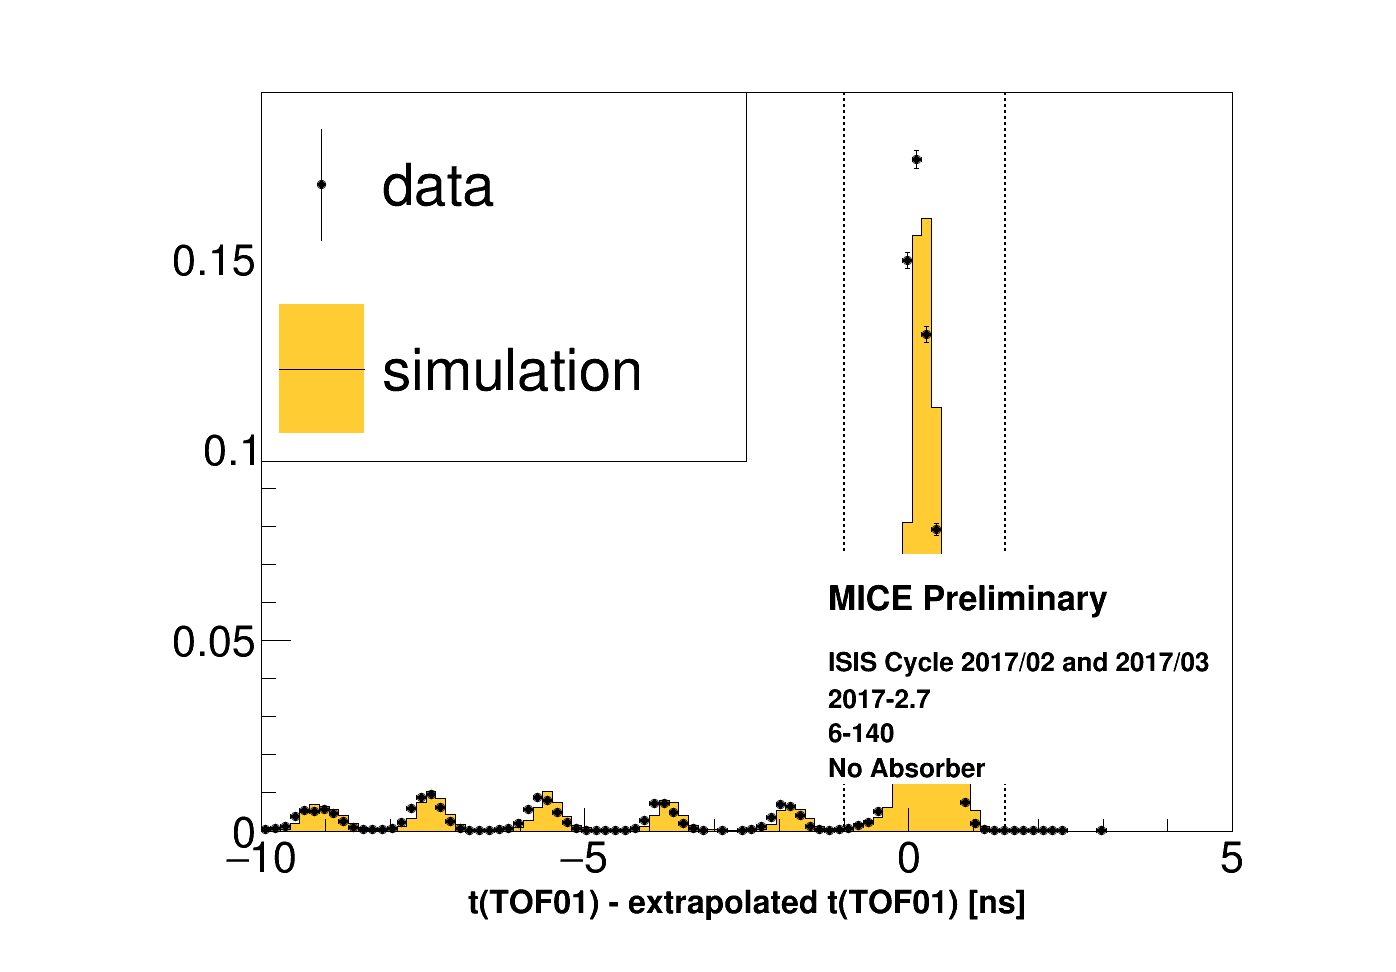 data
0.15
simulation
0.1
MICE Preliminary
0.05
ISIS Cycle 2017/02 and 2017/03
2017-2.7
6-140
No Absorber
0
−10 −5 0 5
t(TOF01) - extrapolated t(TOF01) [ns]